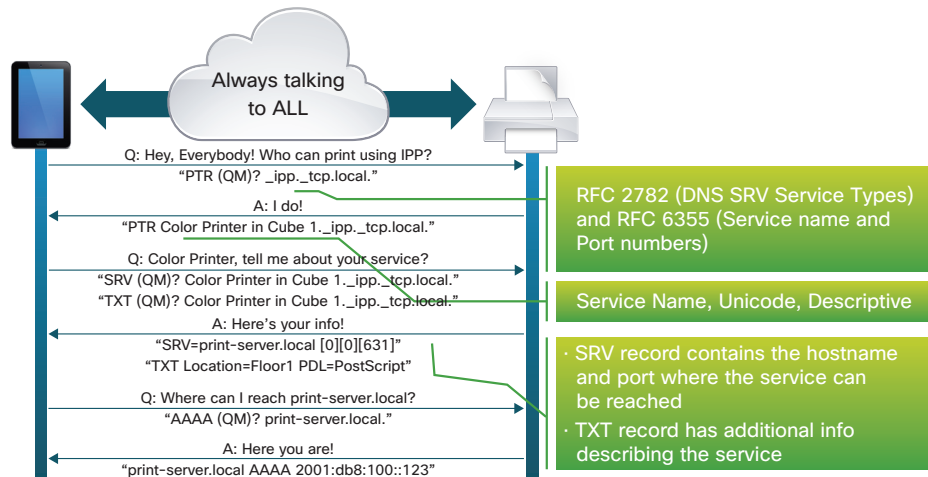 Always talking
to ALL
Q: Hey, Everybody! Who can print using IPP?
“PTR (QM)? _ipp._tcp.local.”
A: I do!
“PTR Color Printer in Cube 1._ipp._tcp.local.”
Q: Color Printer, tell me about your service?
“SRV (QM)? Color Printer in Cube 1._ipp._tcp.local.”
“TXT (QM)? Color Printer in Cube 1._ipp._tcp.local.”
A: Here’s your info!
“SRV=print-server.local [0][0][631]”
“TXT Location=Floor1 PDL=PostScript”
Q: Where can I reach print-server.local?
“AAAA (QM)? print-server.local.”
A: Here you are!
“print-server.local AAAA 2001:db8:100::123”
RFC 2782 (DNS SRV Service Types)
and RFC 6355 (Service name and
Port numbers)
Service Name, Unicode, Descriptive
· SRV record contains the hostname
and port where the service can
be reached
· TXT record has additional info
describing the service